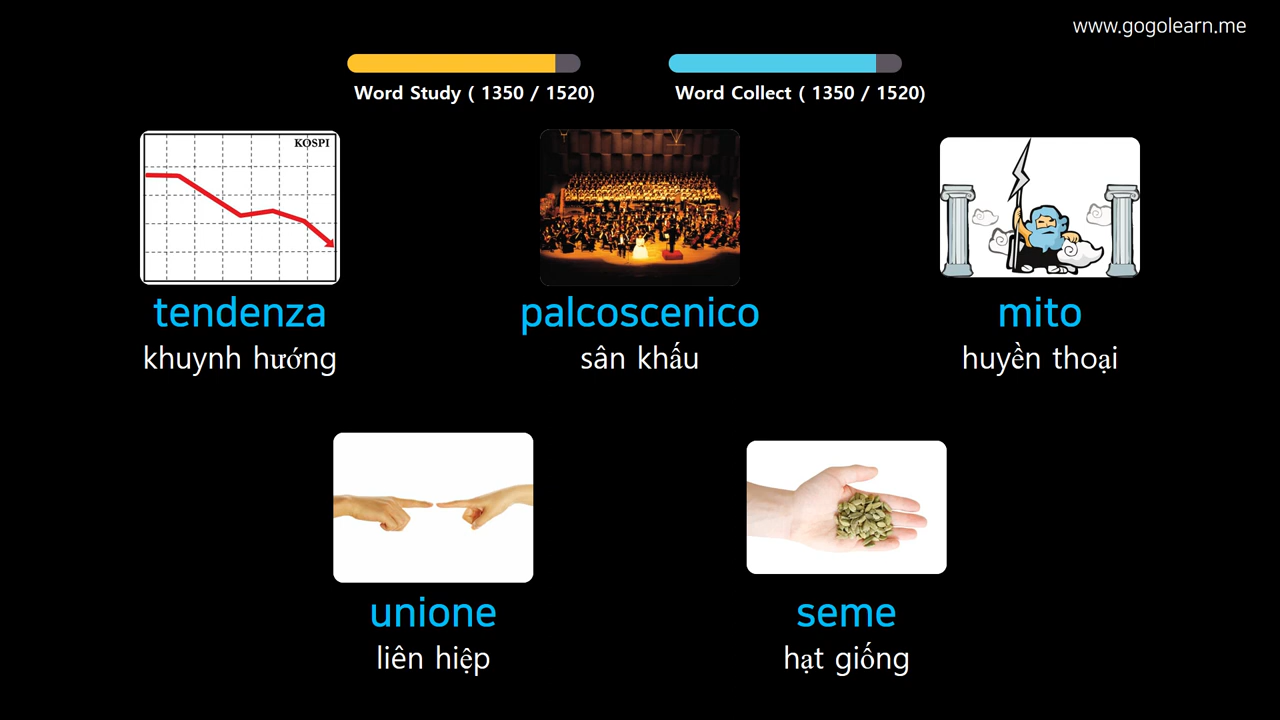 www.gogolearn.me
Word Study ( 1350 / 1520)
Word Collect ( 1350 / 1520)
KOSPI
tendenza
khuynh hướng
palcoscenico
sân khấu
mito
huyền thoại
unione
liên hiệp
seme
hạt giống